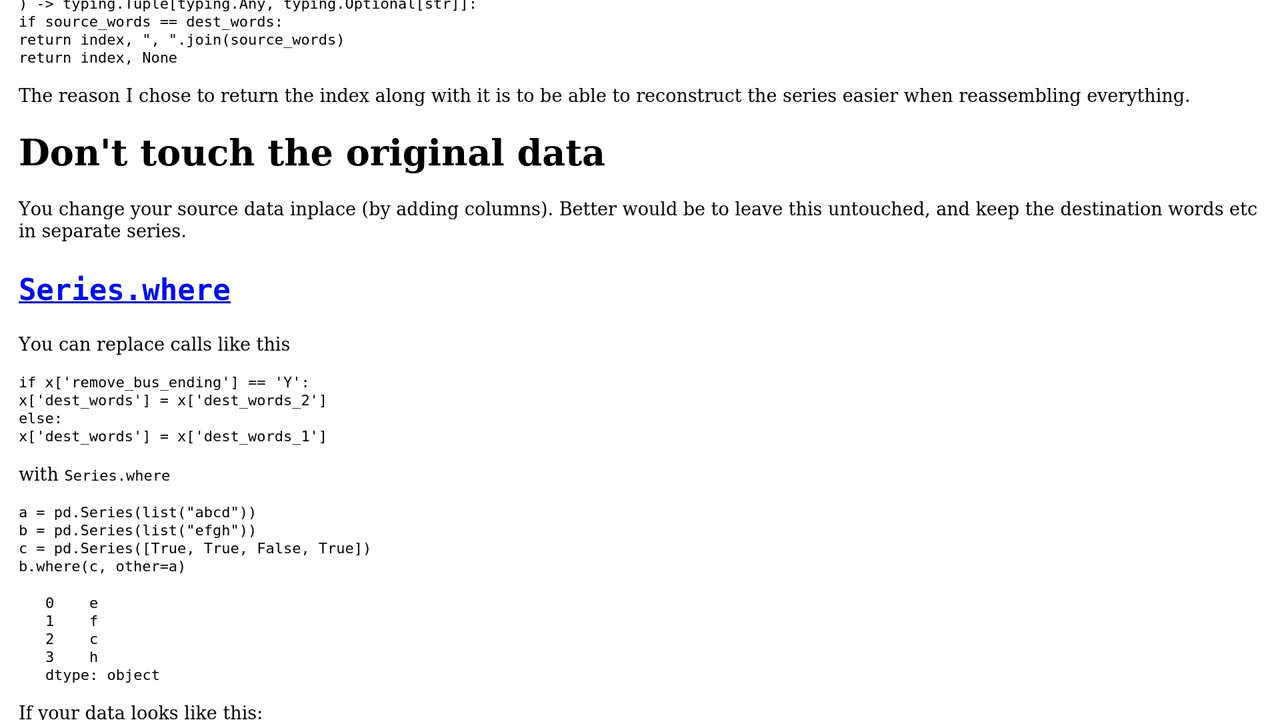 ) -> typing.Tuple[typing.Any, typing.Optional[str]]:
if source_words == dest_words:
return index, ", ".join(source_words)
return index, None
The reason I chose to return the index along with it is to be able to reconstruct the series easier when reassembling everything.
Don't touch the original data
You change your source data inplace (by adding columns). Better would be to leave this untouched, and keep the destination words etc
in separate series.
Series.where
You can replace calls like this
if x['remove_bus_ending'] == 'Y':
x['dest_words'] = x['dest_words_2']
else:
x['dest_words'] = x['dest_words_1']
with Series.where
a = pd.Series(list("abcd"))
b = pd.Series(list("efgh"))
c = pd.Series([True, True, False, True])
b.where(c, other=a)
0    e
1    f
2    c
3    h
dtype: object
If your data looks like this: